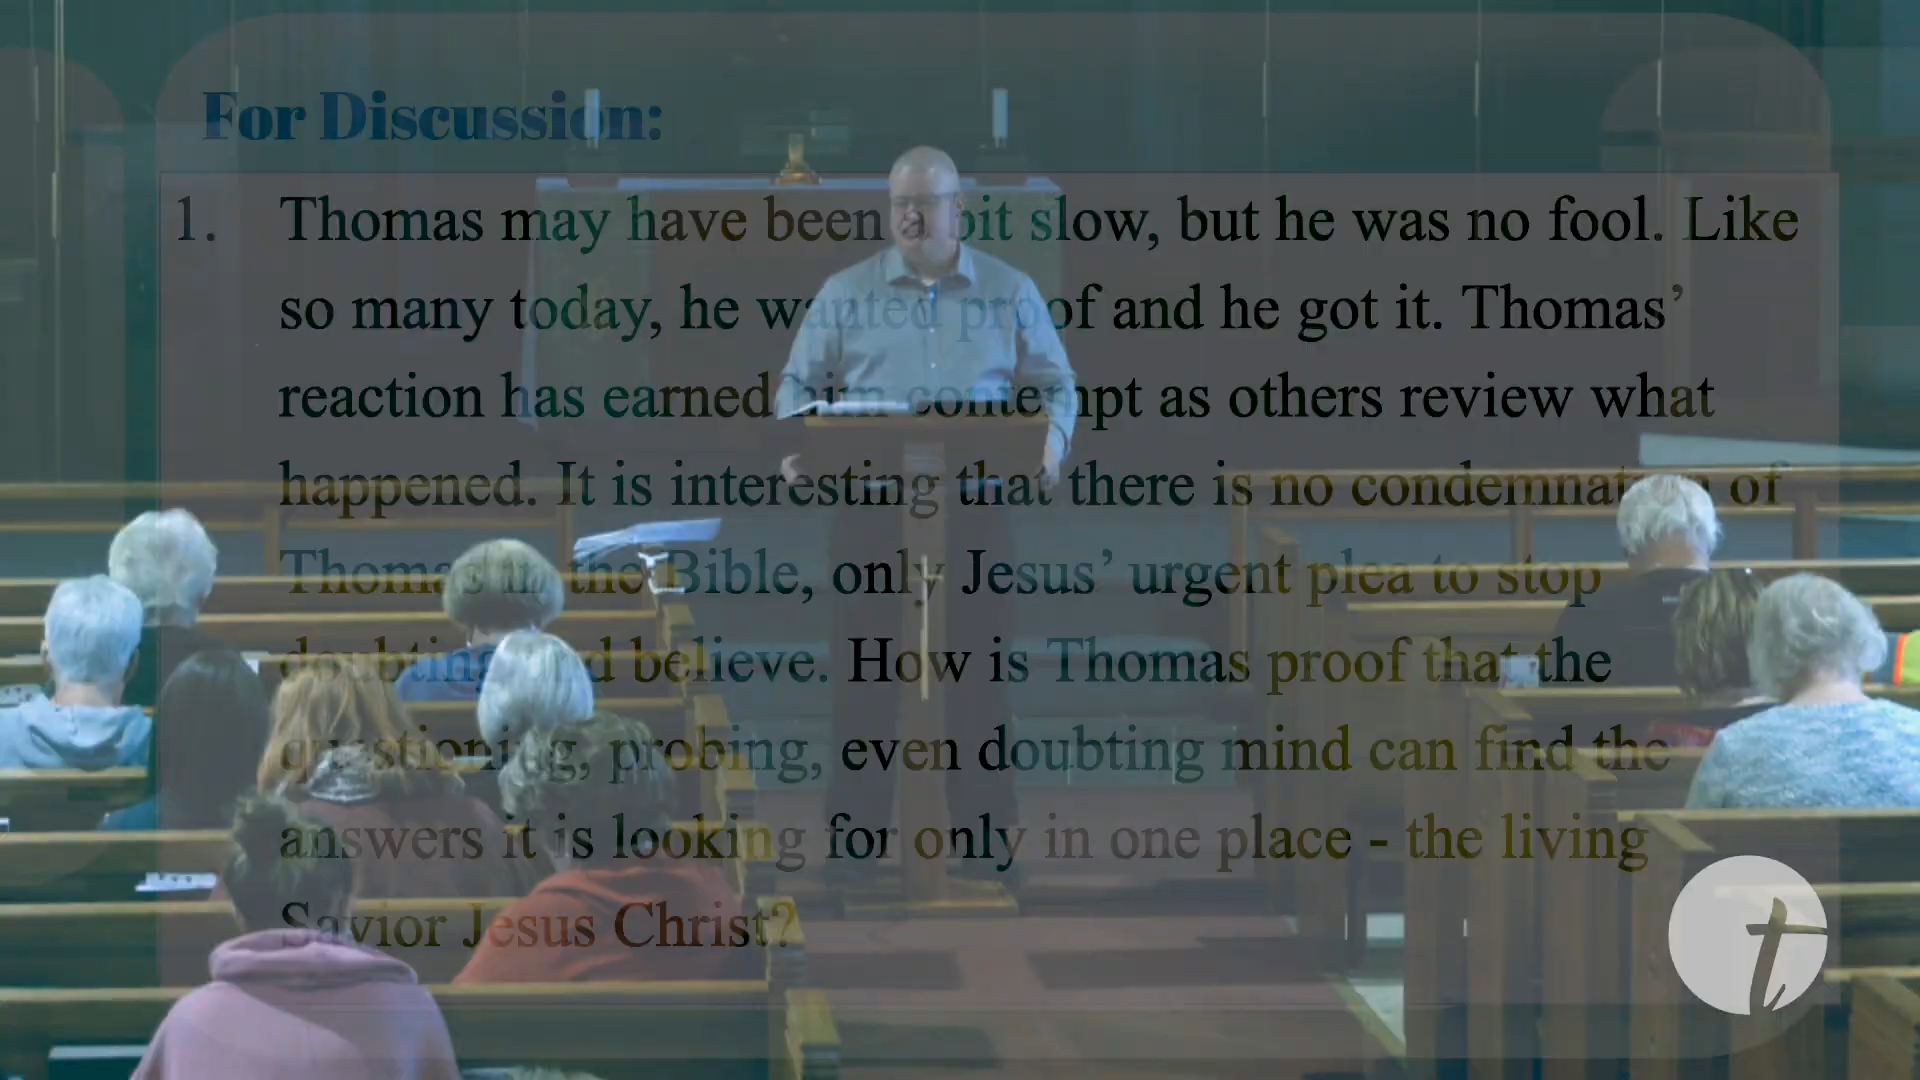 For Discussion:
1. Thomas may have been a bit slow, but he was no fool. Like
so many today, he wanted proof and he got it. Thomas’
reaction has earned him contempt as others review what
happened. It is interesting that there is no condemnation of
Thomas in the Bible, only Jesus’ urgent plea to stop
doubting and believe. How is Thomas proof that the
questioning, probing, even doubting mind can find the
answers it is looking for only in one place - the living
Savior Jesus Christ?